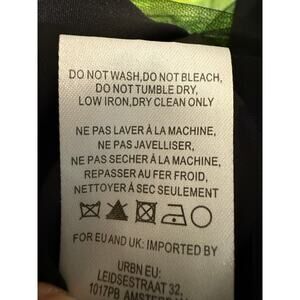 DO NOT WASH,DO NOT BLEACH,
DO NOT TUMBLE DRY,
LOW IRON,DRY CLEAN ONLY
NE PAS LAVER À LA MACHINE,
NE PAS JAVELLISER,
NE PAS SECHER À LA MACHINE,
REPASSER AU FER FROID,
NETTOYER À SEC SEULEMENT
FOR EU AND UK: IMPORTED BY
URBN EU:
LEIDSESTRAAT 32,
1017PB AMSTERDAM